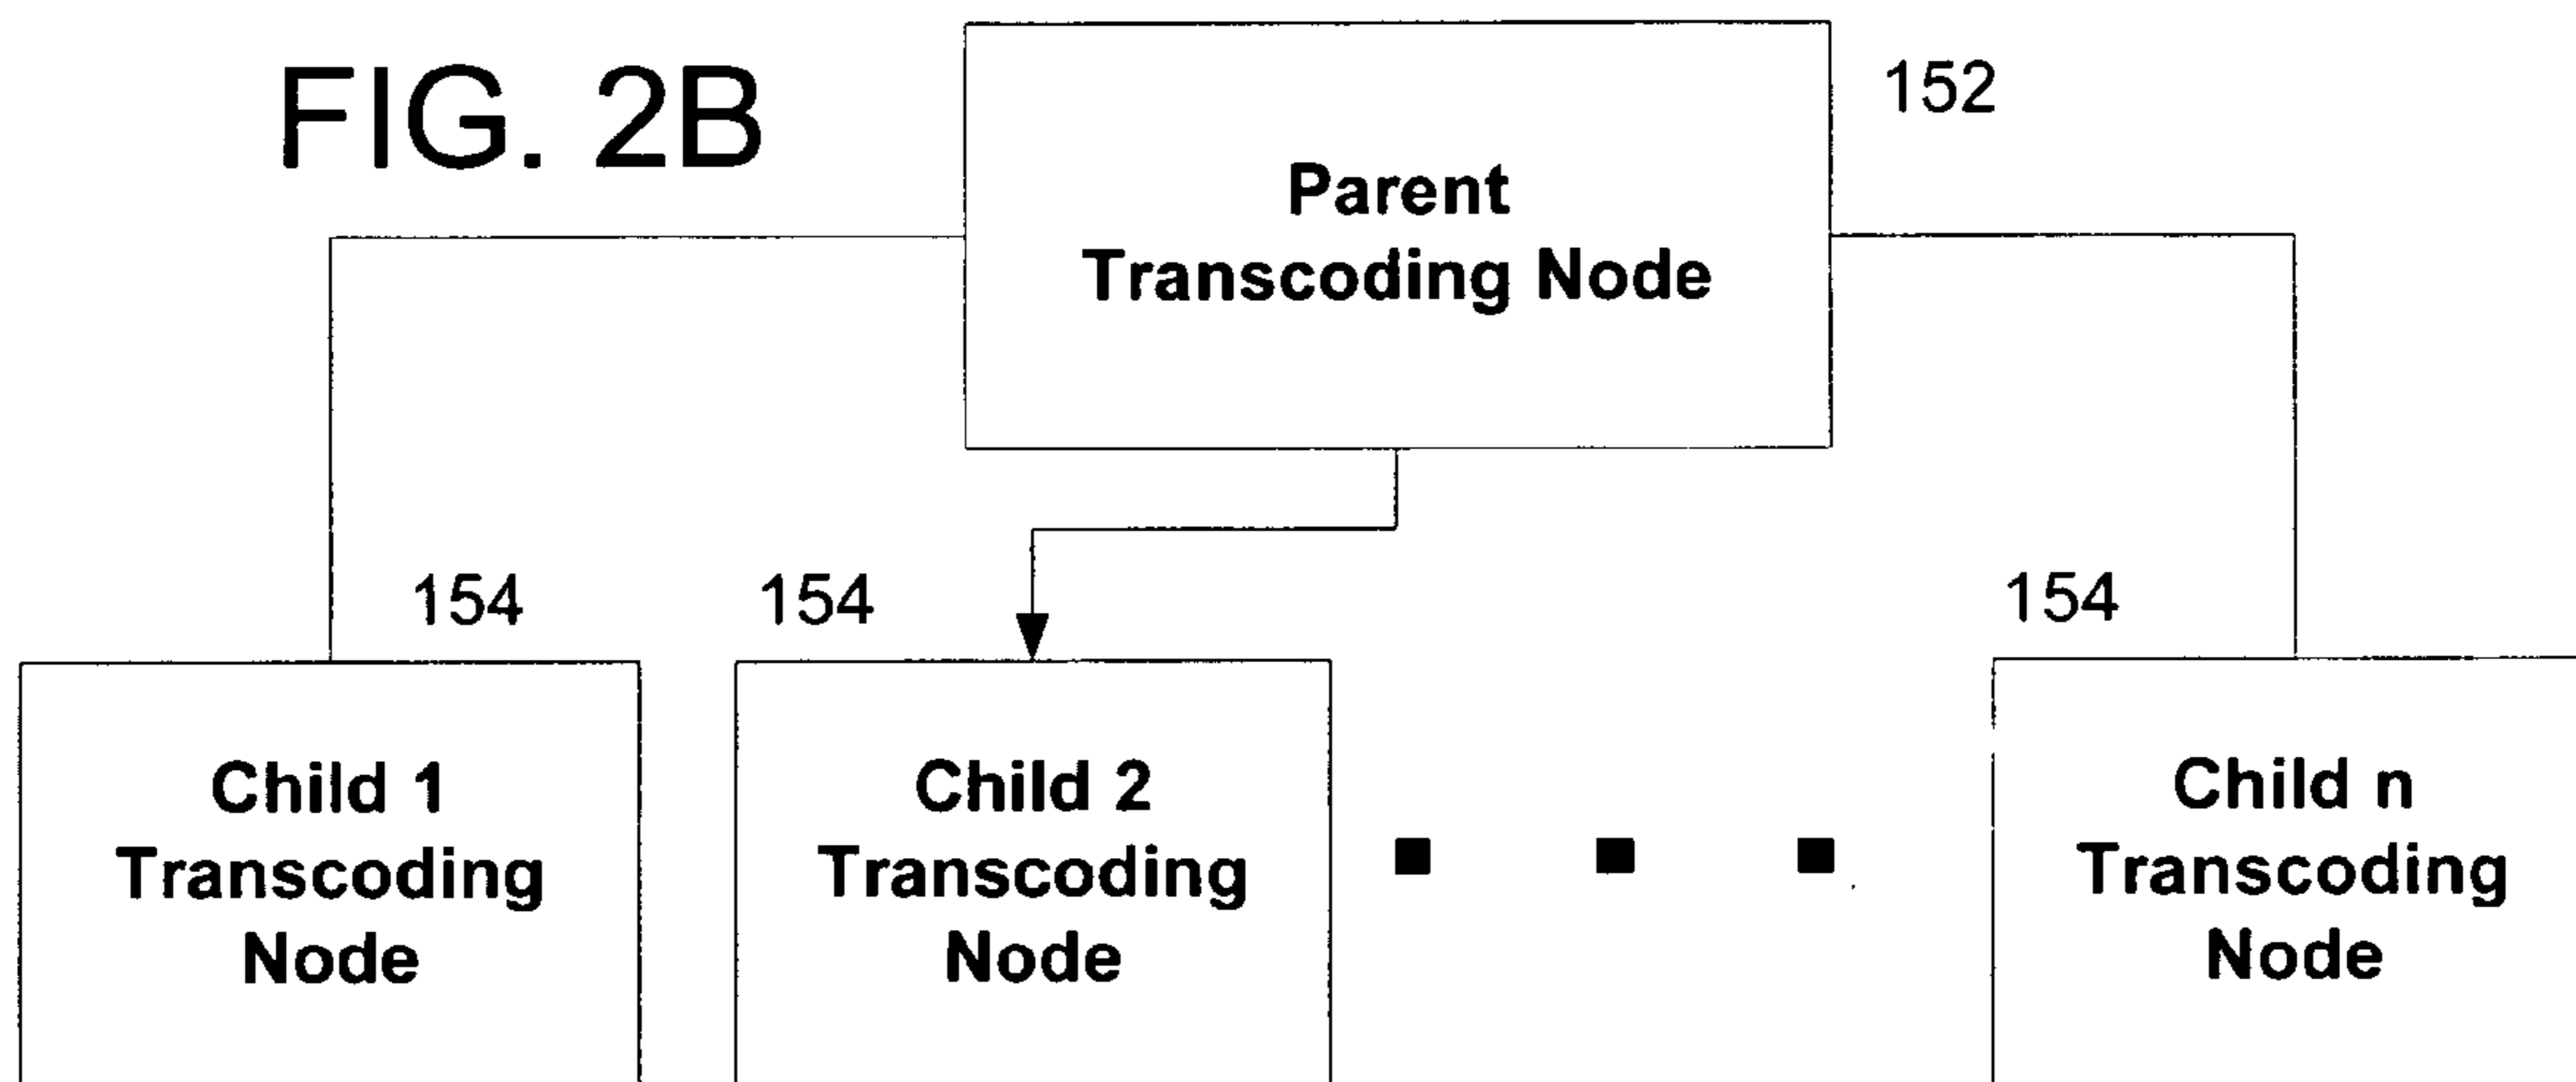 FIG. 2B
152
Parent
Transcoding Node
154
154
154
Child 1
Transcoding
Node
Child 2
Transcoding
Node
Child n
Transcoding
Node